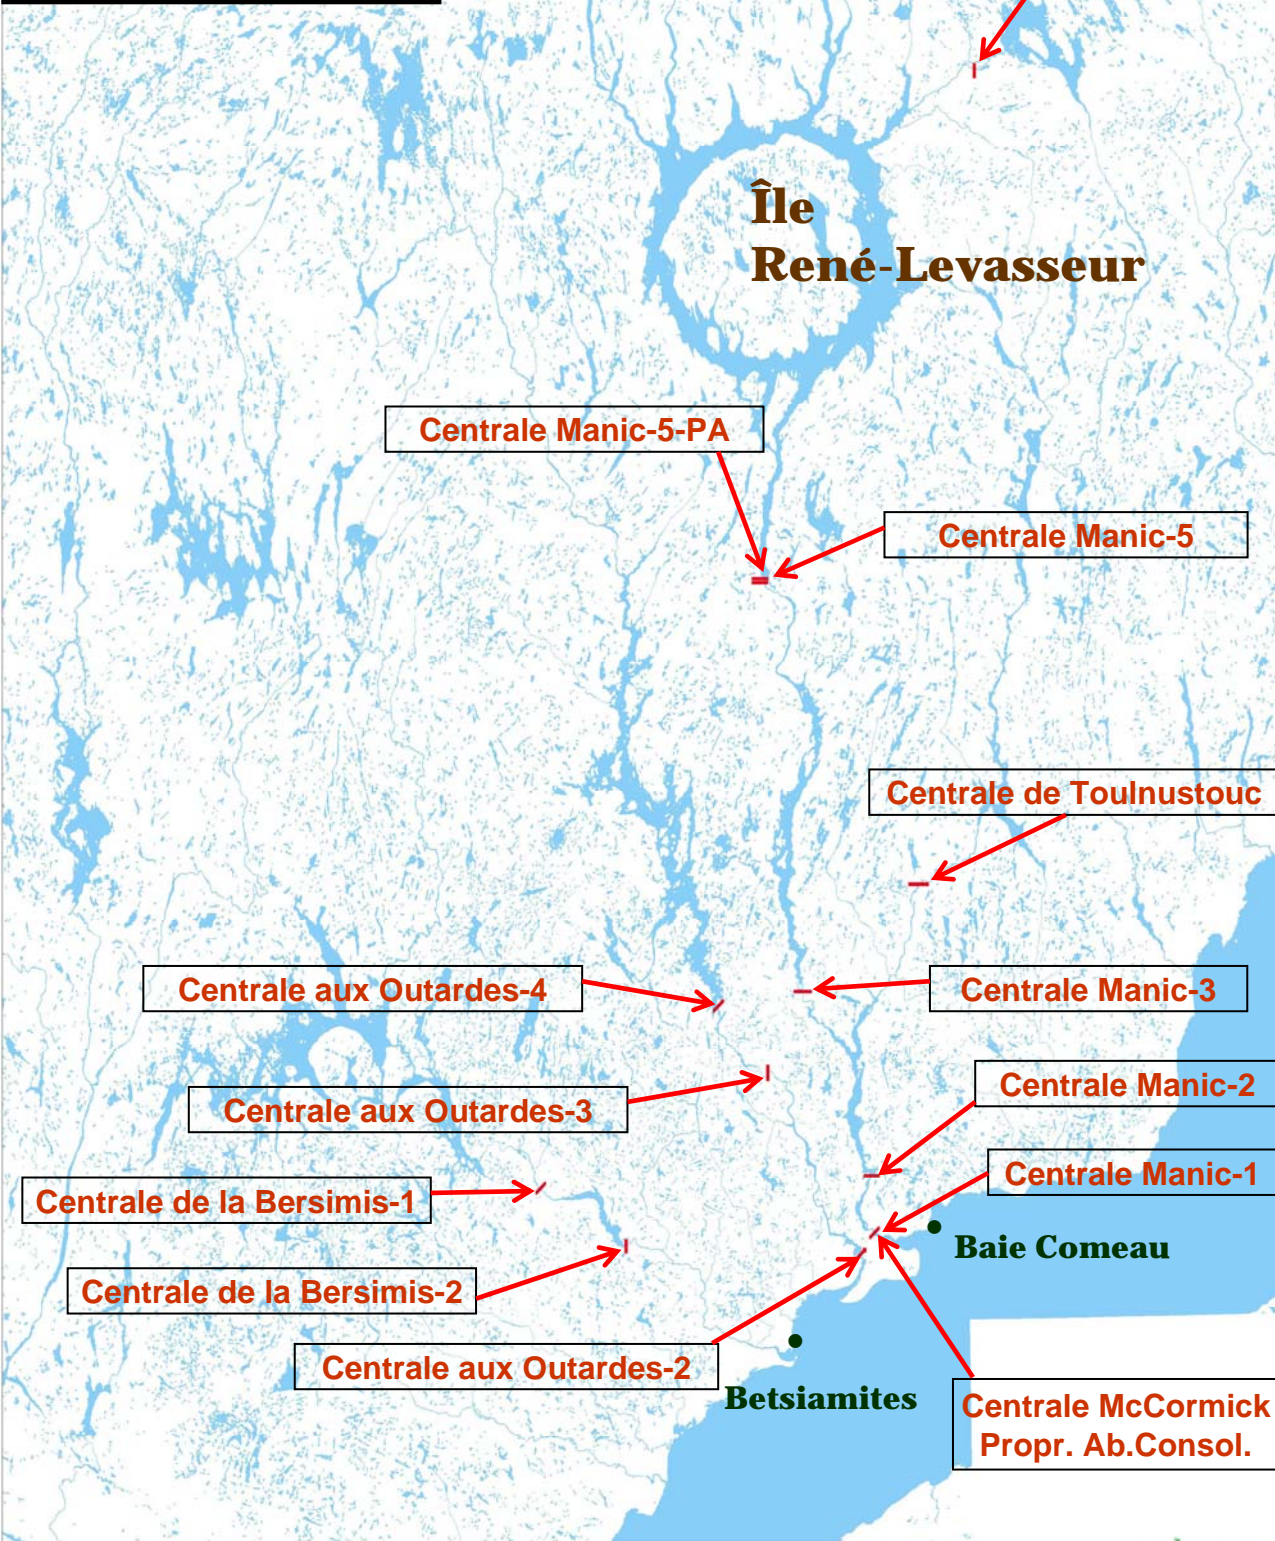 Île
René-Levasseur
Centrale Manic-5-PA
Centrale Manic-5
Centrale de Toulnustouc
Centrale aux Outardes-4
Centrale Manic-3
Centrale Manic-2
Centrale aux Outardes-3
Centrale Manic-1
Centrale de la Bersimis-1
Baie Comeau
Centrale de la Bersimis-2
Centrale aux Outardes-2
Betsiamites
Centrale McCormick
Propr. Ab.Consol.